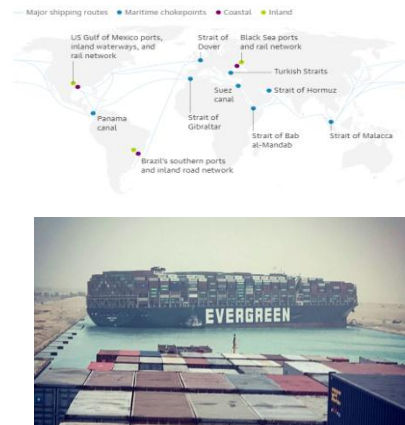 Major shipping routes Maritime chokepoints Coastal Inland
US Gulf of Mexico ports,
inland waterways, and
rail network
Strait of
Dover
Black Sea ports
and rail network
Turkish Straits
Suez
canal
Strait of Hormuz
Panama
canal
Strait of
Gibraltar
Strait of Bab
al-Mandab
Strait of Malacca
Brazil's southern ports
and inland road network
EVERGREEN